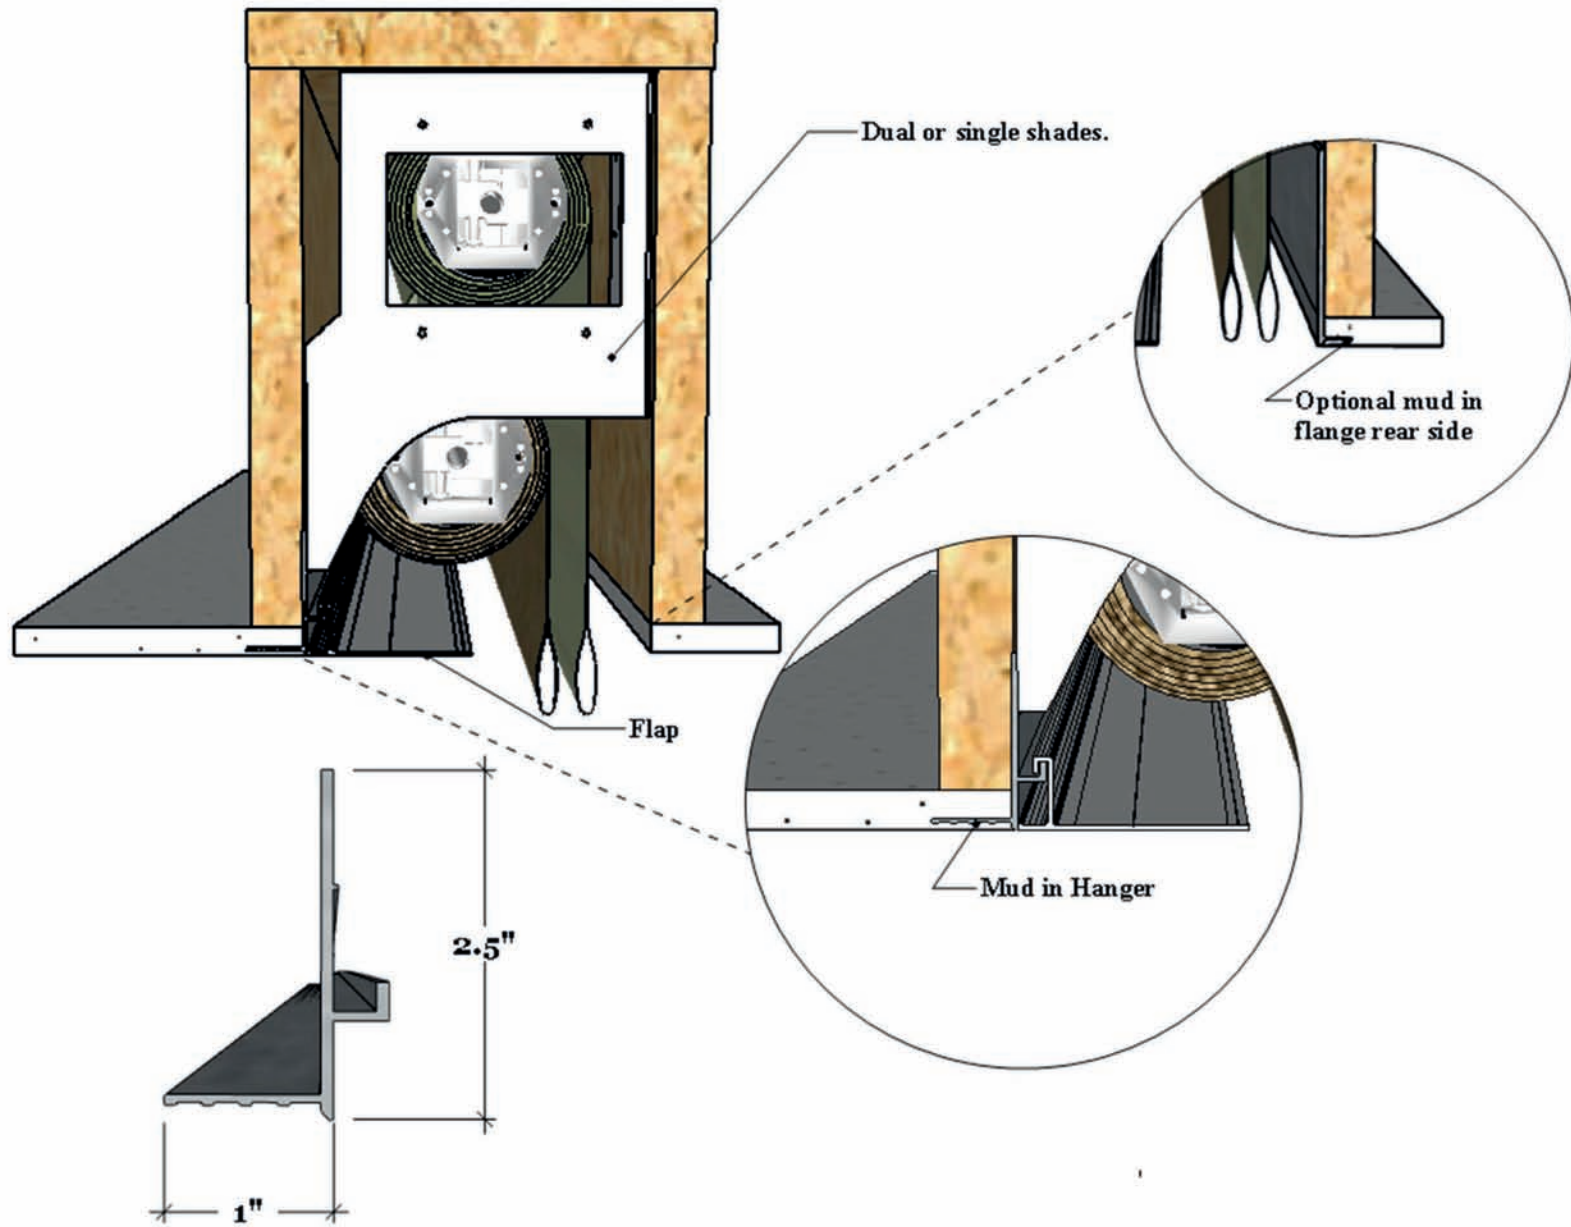 Dual or single shades.
Optional mud in
flange rear side
Flap
Mud in Hanger
2.5"
1"